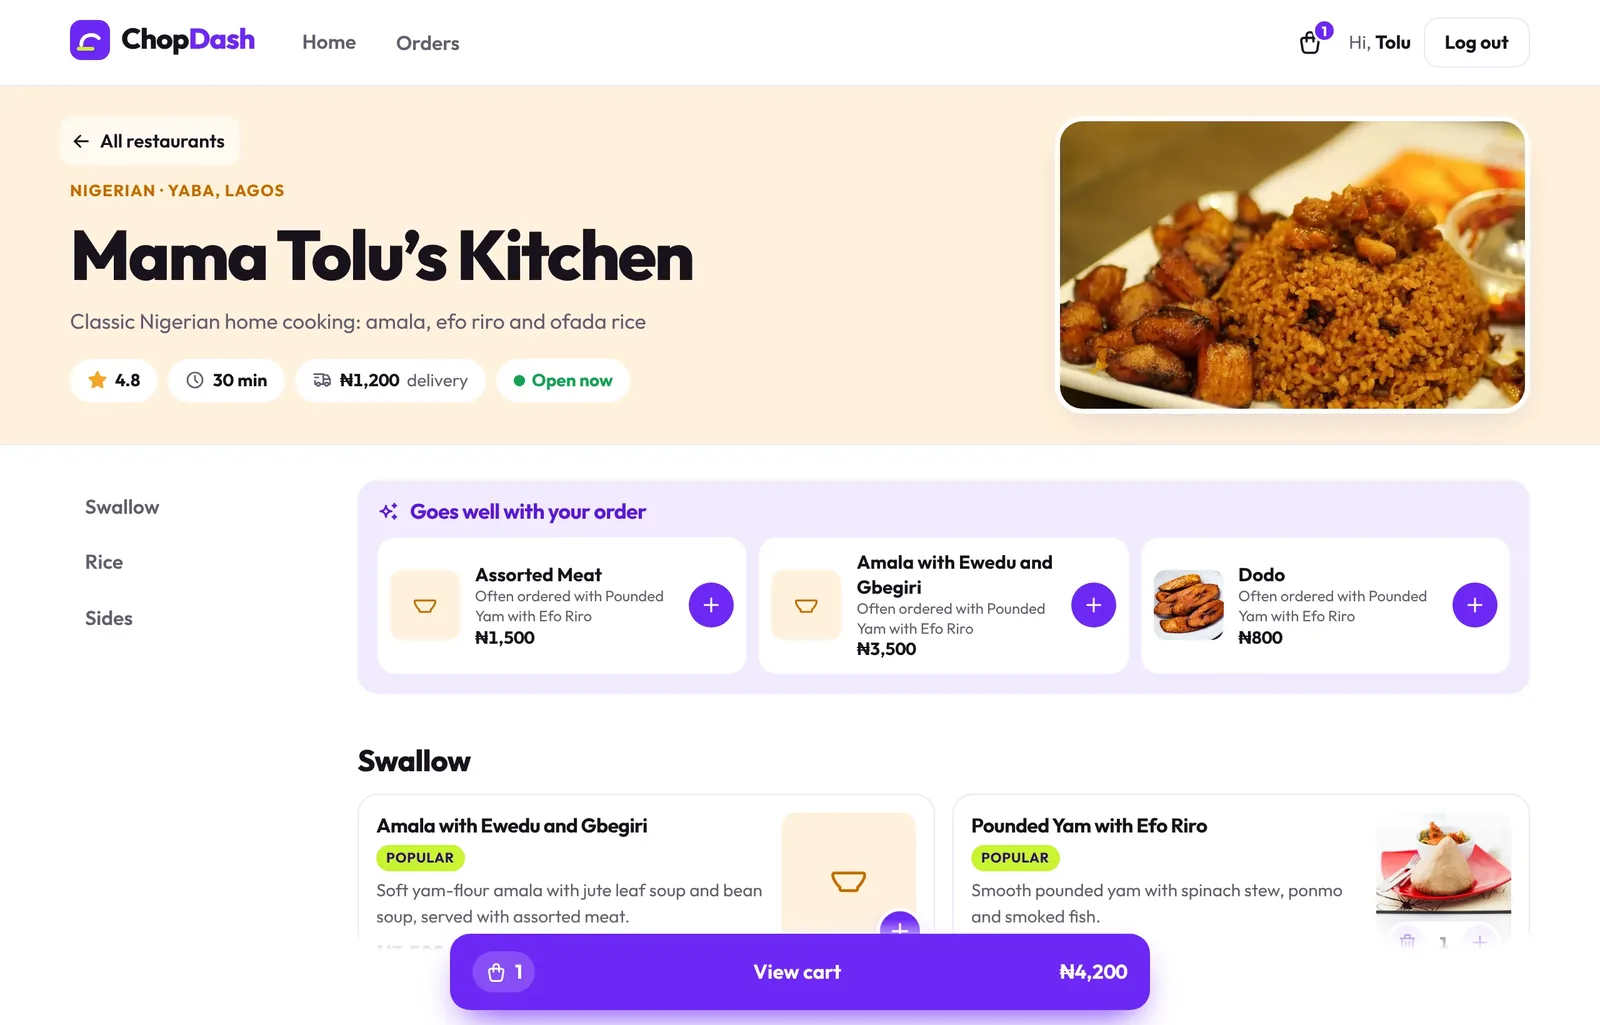 ChopDash
Home
Orders
1
Hi, Tolu
Log out
All restaurants
NIGERIAN · YABA, LAGOS
Mama Tolu’s Kitchen
Classic Nigerian home cooking: amala, efo riro and ofada rice
4.8
30 min
₦1,200 delivery
Open now
Swallow
Rice
Sides
Goes well with your order
Assorted Meat
Often ordered with Pounded
Yam with Efo Riro
₦1,500
Amala with Ewedu and
Gbegiri
Often ordered with Pounded
Yam with Efo Riro
₦3,500
Dodo
Often ordered with Pounded
Yam with Efo Riro
₦800
Swallow
Amala with Ewedu and Gbegiri
POPULAR
Soft yam-flour amala with jute leaf soup and bean
soup, served with assorted meat.
Pounded Yam with Efo Riro
POPULAR
Smooth pounded yam with spinach stew, ponmo
and smoked fish.
1
1
View cart
₦4,200